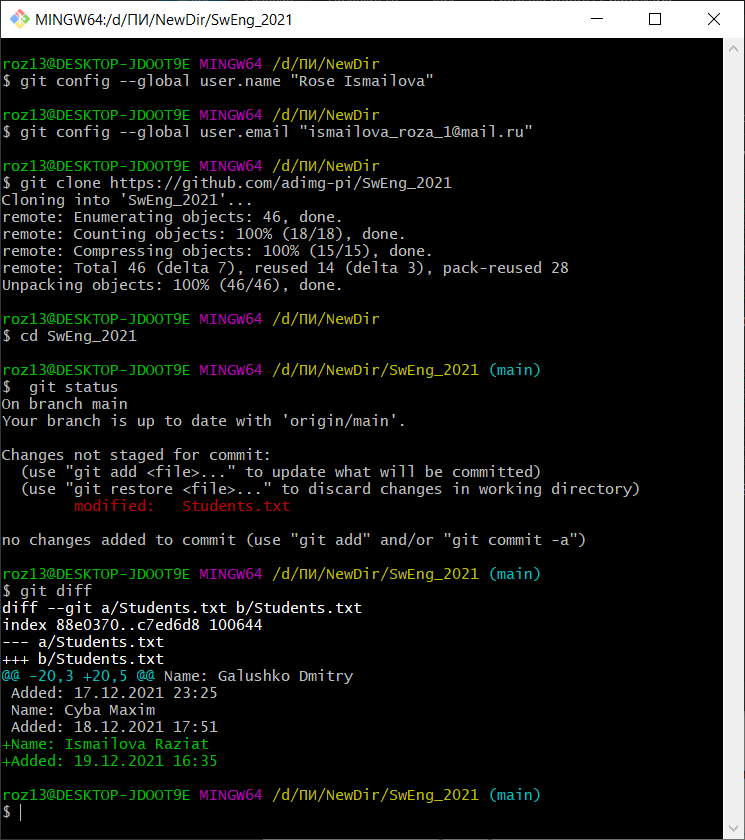 MINGW64:/d/ПИ/NewDir/SwEng_2021
roz13@DESKTOP-JDOOT9E MINGW64 /d/ПИ/NewDir
$ git config --global user.name "Rose Ismailova"
roz13@DESKTOP-JDOOT9E MINGW64 /d/ПИ/NewDir
$ git config --global user.email "ismailova_roza_1@mail.ru"
roz13@DESKTOP-JDOOT9E MINGW64 /d/ПИ/NewDir
$ git clone https://github.com/adimg-pi/SwEng_2021
Cloning into 'SwEng_2021'...
remote: Enumerating objects: 46, done.
remote: Counting objects: 100% (18/18), done.
remote: Compressing objects: 100% (15/15), done.
remote: Total 46 (delta 7), reused 14 (delta 3), pack-reused 28
Unpacking objects: 100% (46/46), done.
roz13@DESKTOP-JDOOT9E MINGW64 /d/ПИ/NewDir
$ cd SwEng_2021
roz13@DESKTOP-JDOOT9E MINGW64 /d/ПИ/NewDir/SwEng_2021 (main)
$  git status
On branch main
Your branch is up to date with 'origin/main'.
Changes not staged for commit:
  (use "git add <file>..." to update what will be committed)
  (use "git restore <file>..." to discard changes in working directory)
        modified:   Students.txt
no changes added to commit (use "git add" and/or "git commit -a")
roz13@DESKTOP-JDOOT9E MINGW64 /d/ПИ/NewDir/SwEng_2021 (main)
$ git diff
diff --git a/Students.txt b/Students.txt
index 88e0370..c7ed6d8 100644
--- a/Students.txt
+++ b/Students.txt
@@ -20,3 +20,5 @@ Name: Galushko Dmitry
 Added: 17.12.2021 23:25
 Name: Cyba Maxim
 Added: 18.12.2021 17:51
+Name: Ismailova Raziat
+Added: 19.12.2021 16:35
roz13@DESKTOP-JDOOT9E MINGW64 /d/ПИ/NewDir/SwEng_2021 (main)
$